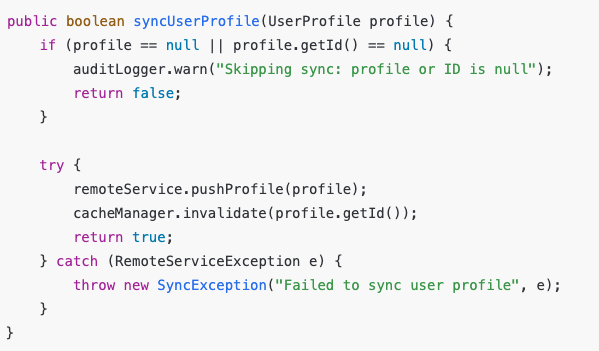 public boolean syncUserProfile(UserProfile profile) {
    if (profile == null || profile.getId() == null) {
        auditLogger.warn("Skipping sync: profile or ID is null");
        return false;
    }

    try {
        remoteService.pushProfile(profile);
        cacheManager.invalidate(profile.getId());
        return true;
    } catch (RemoteServiceException e) {
        throw new SyncException("Failed to sync user profile", e);
    }
}